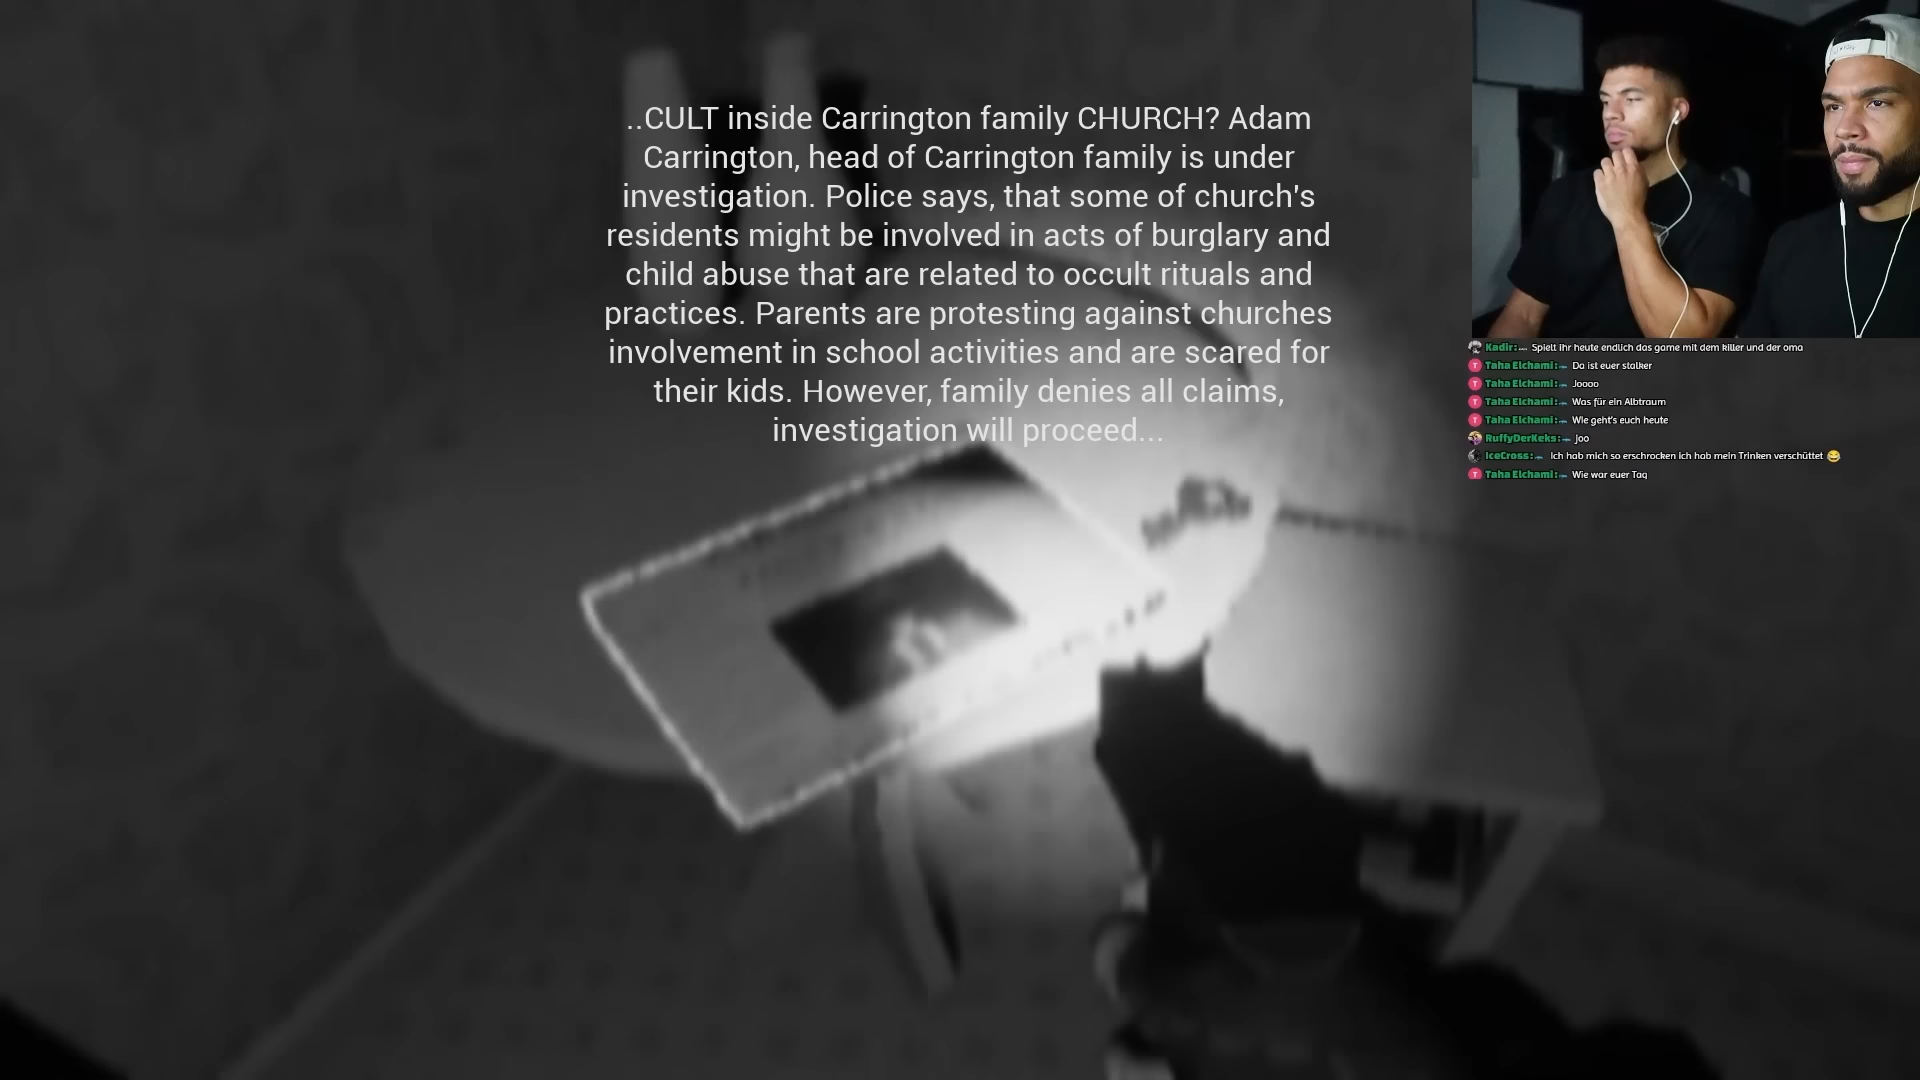 ..CULT inside Carrington family CHURCH? Adam
Carrington, head of Carrington family is under
investigation. Police says, that some of church's
residents might be involved in acts of burglary and
child abuse that are related to occult rituals and
practices. Parents are protesting against churches
involvement in school activities and are scared for
their kids. However, family denies all claims,
investigation will proceed...
Kadir: Spielt ihr heute endlich das game mit dem killer und der oma
Taha Elchami: Da ist euer stalker
Taha Elchami: Joooo
Taha Elchami: Was für ein Albtraum
Taha Elchami: Wie geht's euch heute
RuffyDerKeks: Joo
IceCross: Ich hab mich so erschrocken ich hab mein Trinken verschüttet 😂
Taha Elchami: Wie war euer Tag